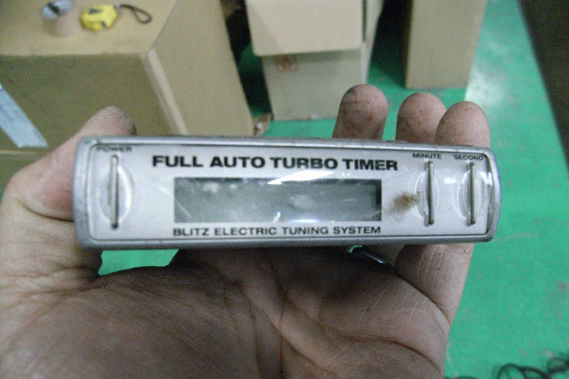 POWER
FULL AUTO TURBO TIMER
MINUTE SECOND
BLITZ ELECTRIC TUNING SYSTEM